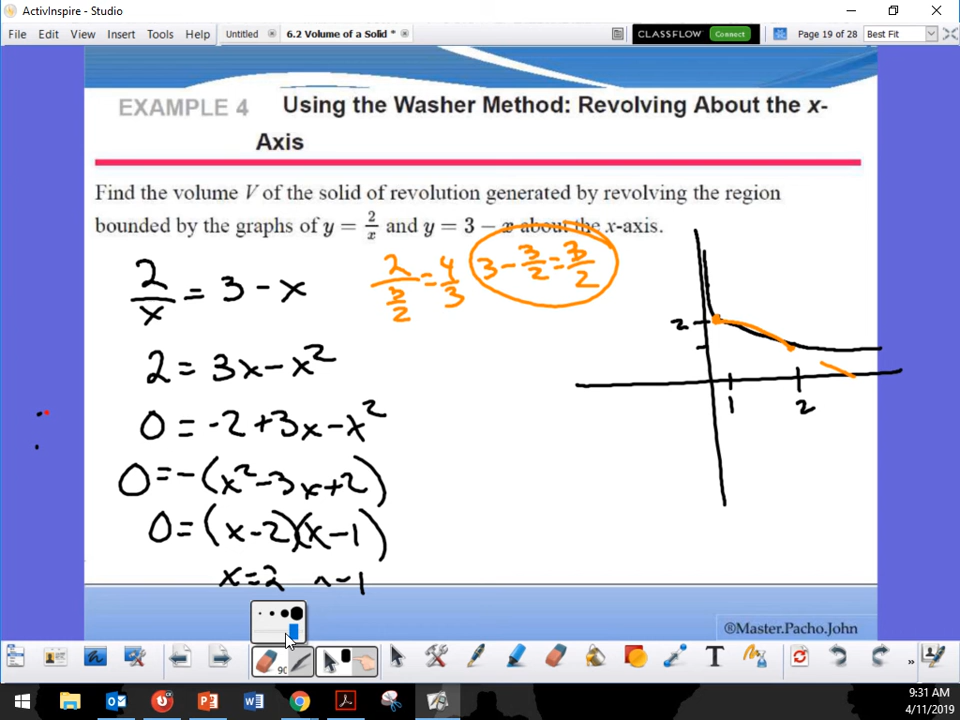 ActivInspire - Studio
File Edit View Insert Tools Help Untitled 6.2 Volume of a Solid * CLASSFLOW Connect Page 19 of 28 Best Fit
EXAMPLE 4 Using the Washer Method: Revolving About the x-
Axis
Find the volume V of the solid of revolution generated by revolving the region
bounded by the graphs of y = 2/x and y = 3 − x about the x-axis.
2/x = 3 - x
2/(3/2) = 4/3
3 - 3/2 = 3/2
2 = 3x - x²
0 = -2 + 3x - x²
0 = -(x² - 3x + 2)
0 = (x - 2)(x - 1)
x = 2
2
1 2
®Master.Pacho.John
90
T
9:31 AM
4/11/2019